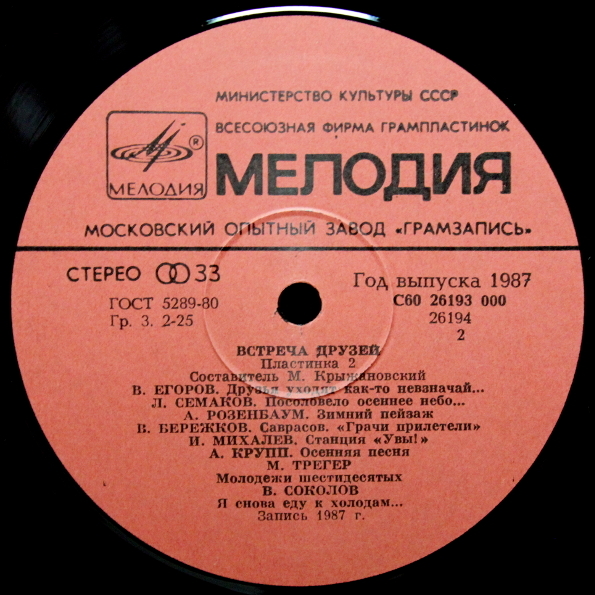 МИНИСТЕРСТВО КУЛЬТУРЫ СССР
ВСЕСОЮЗНАЯ ФИРМА ГРАМПЛАСТИНОК
МЕЛОДИЯ ®
МЕЛОДИЯ
МОСКОВСКИЙ ОПЫТНЫЙ ЗАВОД «ГРАМЗАПИСЬ»
СТЕРЕО 33
Год выпуска 1987
ГОСТ 5289-80
С60 26193 000
Гр. 3. 2-25
26194
2
ВСТРЕЧА ДРУЗЕЙ
Пластинка 2
Составитель М. Крыжановский
В. ЕГОРОВ. Друзья уходят как-то невзначай...
Л. СЕМАКОВ. Посоловело осеннее небо...
А. РОЗЕНБАУМ. Зимний пейзаж
В. БЕРЕЖКОВ. Саврасов. «Грачи прилетели»
И. МИХАЛЕВ. Станция «Увы!»
А. КРУПП. Осенняя песня
М. ТРЕГЕР
Молодежи шестидесятых
В. СОКОЛОВ
Я снова еду к холодам...
Запись 1987 г.